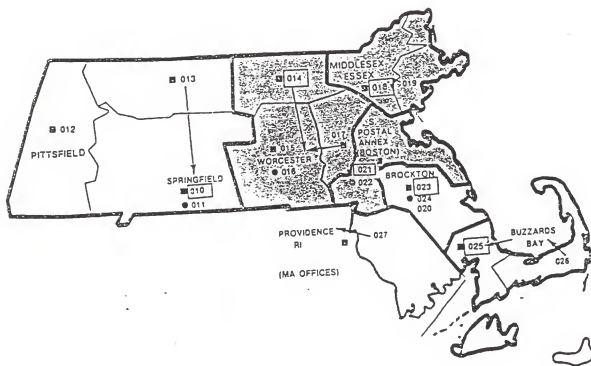 013
012
PITTSFIELD
SPRINGFIELD
010
011
014
015
WORCESTER
016
017
MIDDLESEX
ESSEX
018
019
S.
POSTAL
ANNEX
(BOSTON)
021
022
BROCKTON
023
024
020
PROVIDENCE
RI
027
(MA OFFICES)
025
BUZZARDS
BAY
026